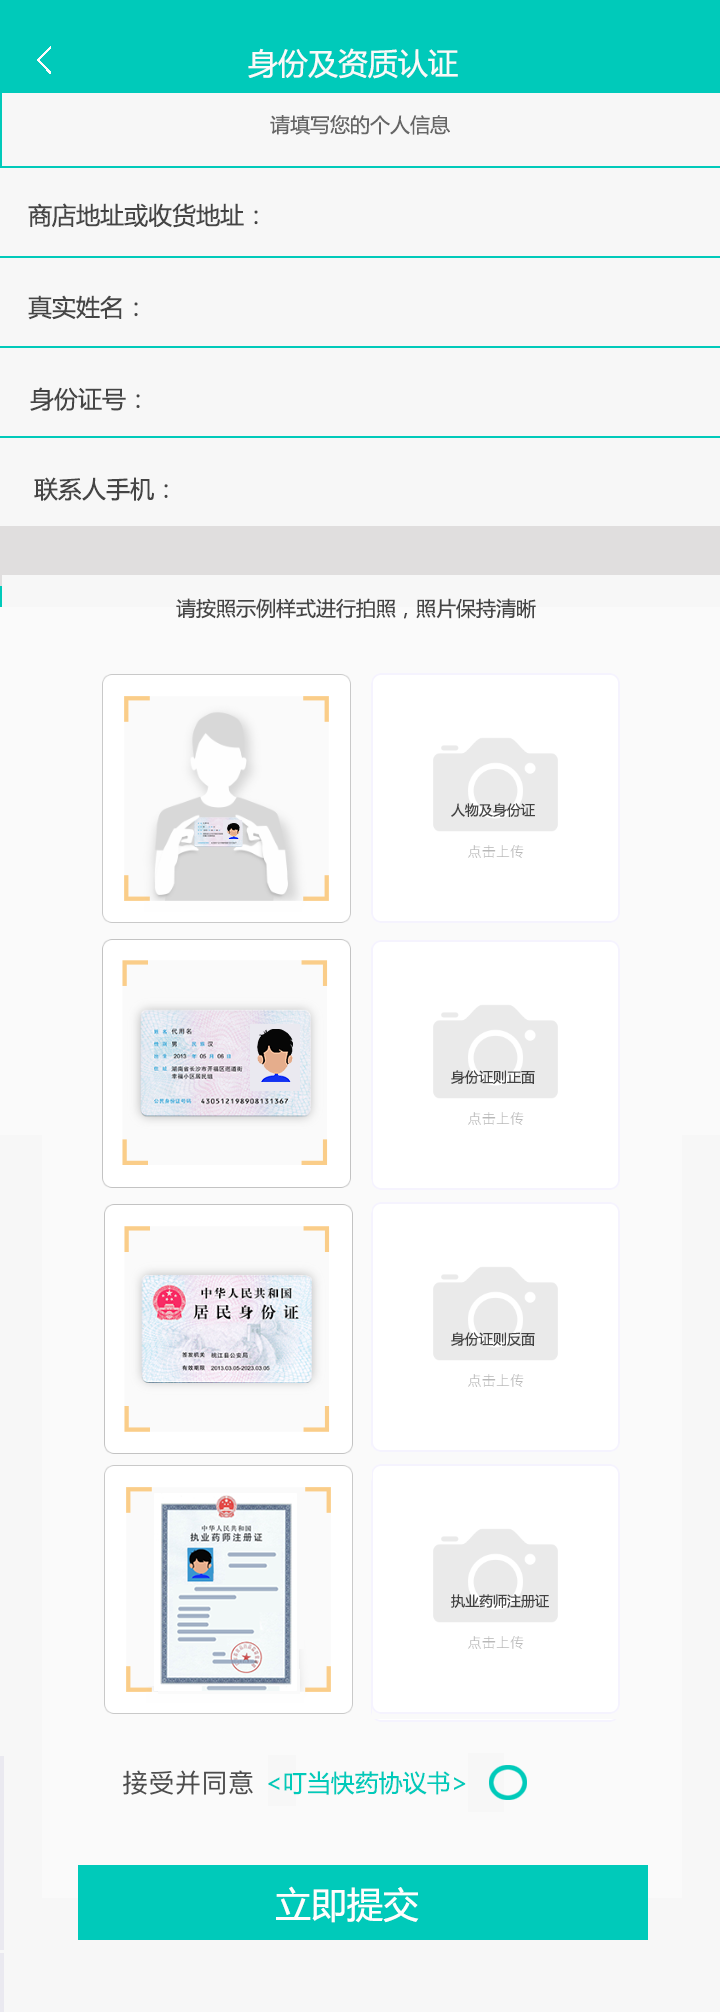 身份及资质认证
请填写您的个人信息
商店地址或收货地址：
真实姓名：
身份证号：
联系人手机：
请按照示例样式进行拍照，照片保持清晰
人物及身份证
点击上传
姓名 代用名
性别 男 民族 汉
2013 年 05 月 06 日
住址 湖南省长沙市开福区巡道街
幸福小区居民组
公民身份证号码 430512198908131367
身份证则正面
点击上传
中华人民共和国
居民身份证
签发机关 桃江县公安局
有效期限 2013.03.05-2023.03.05
身份证则反面
点击上传
中华人民共和国
执业药师注册证
执业药师注册证
点击上传
接受并同意 <叮当快药协议书>
立即提交